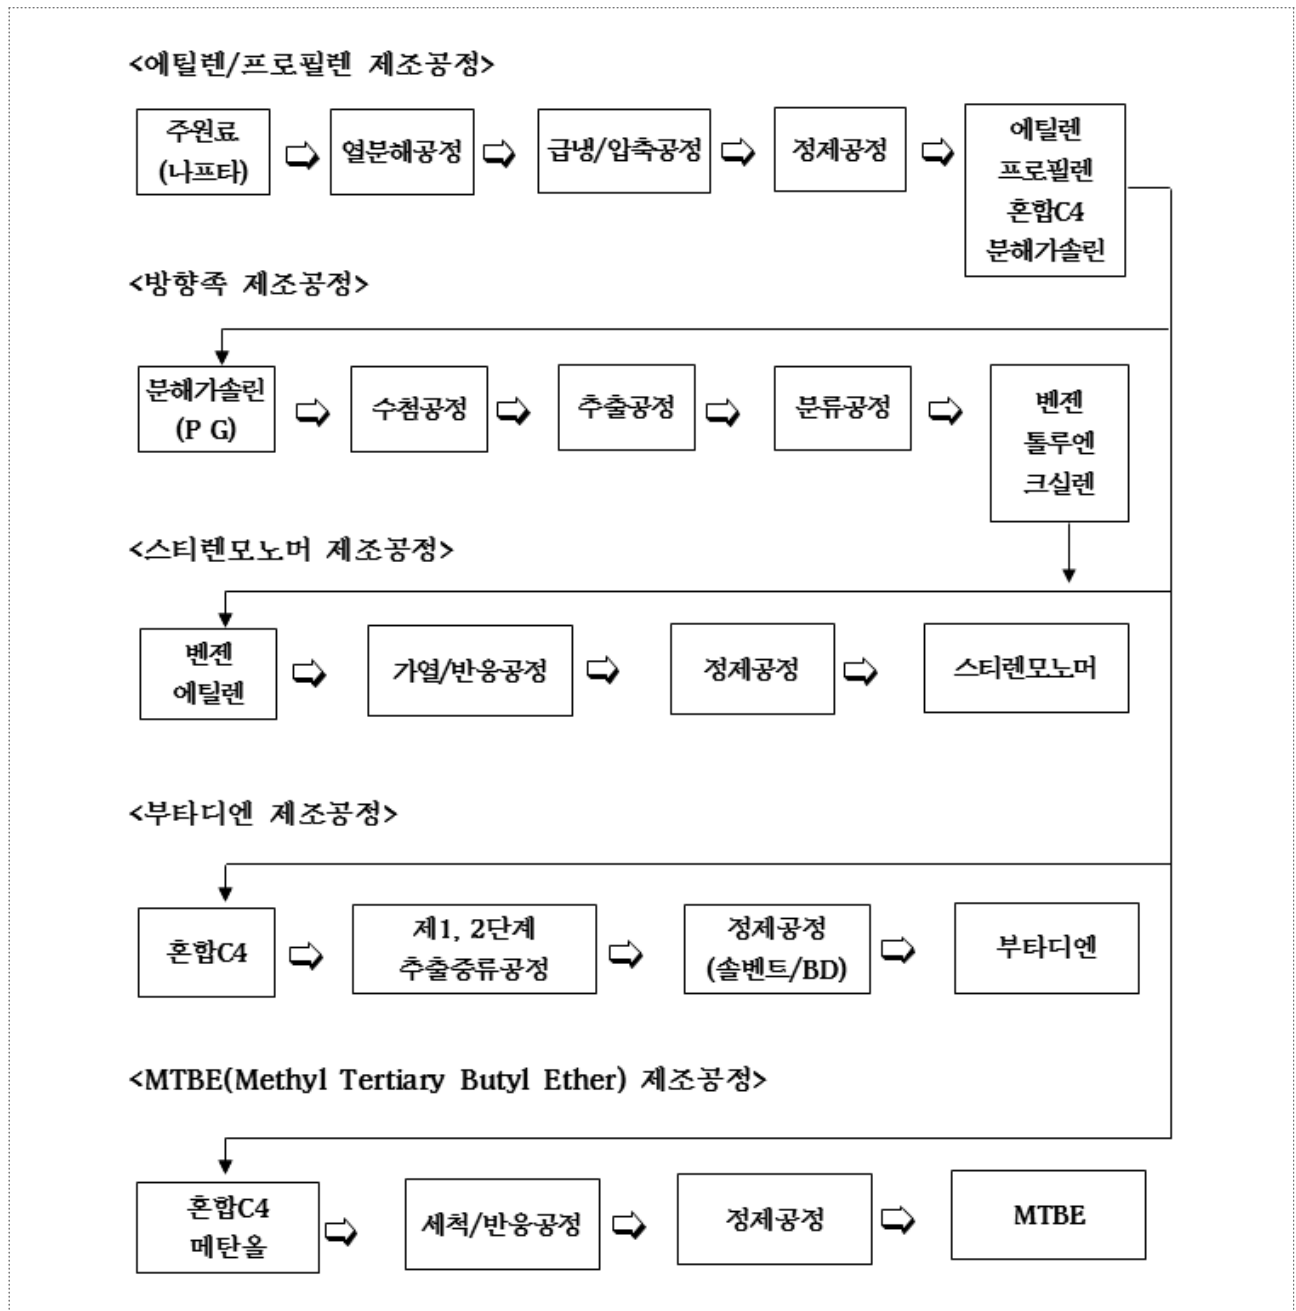 <에틸렌/프로필렌 제조공정>
주원료
(나프타)
열분해공정
급냉/압축공정
정제공정
에틸렌
프로필렌
혼합C4
분해가솔린
<방향족 제조공정>
분해가솔린
(P G)
수첨공정
추출공정
분류공정
벤젠
톨루엔
크실렌
<스티렌모노머 제조공정>
벤젠
에틸렌
가열/반응공정
정제공정
스티렌모노머
<부타디엔 제조공정>
혼합C4
제1, 2단계
추출증류공정
정제공정
(솔벤트/BD)
부타디엔
<MTBE(Methyl Tertiary Butyl Ether) 제조공정>
혼합C4
메탄올
세척/반응공정
정제공정
MTBE